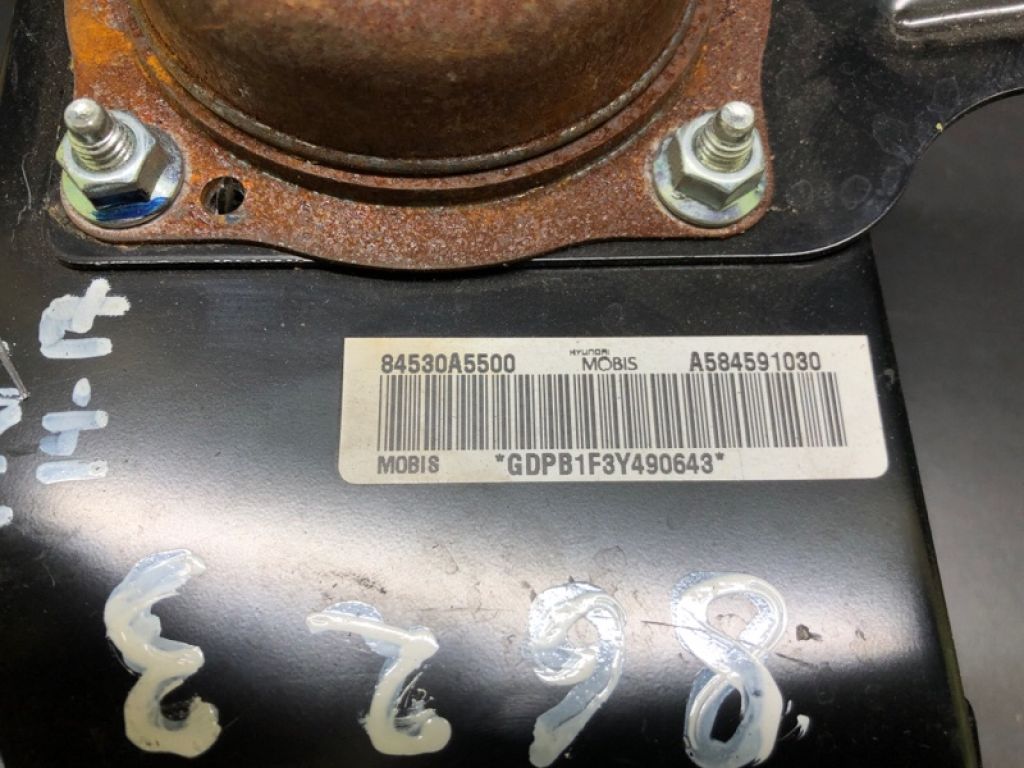 84530A5500 HYUNDAI MOBIS A584591030
MOBIS *GDPB1F3Y490643*
3298